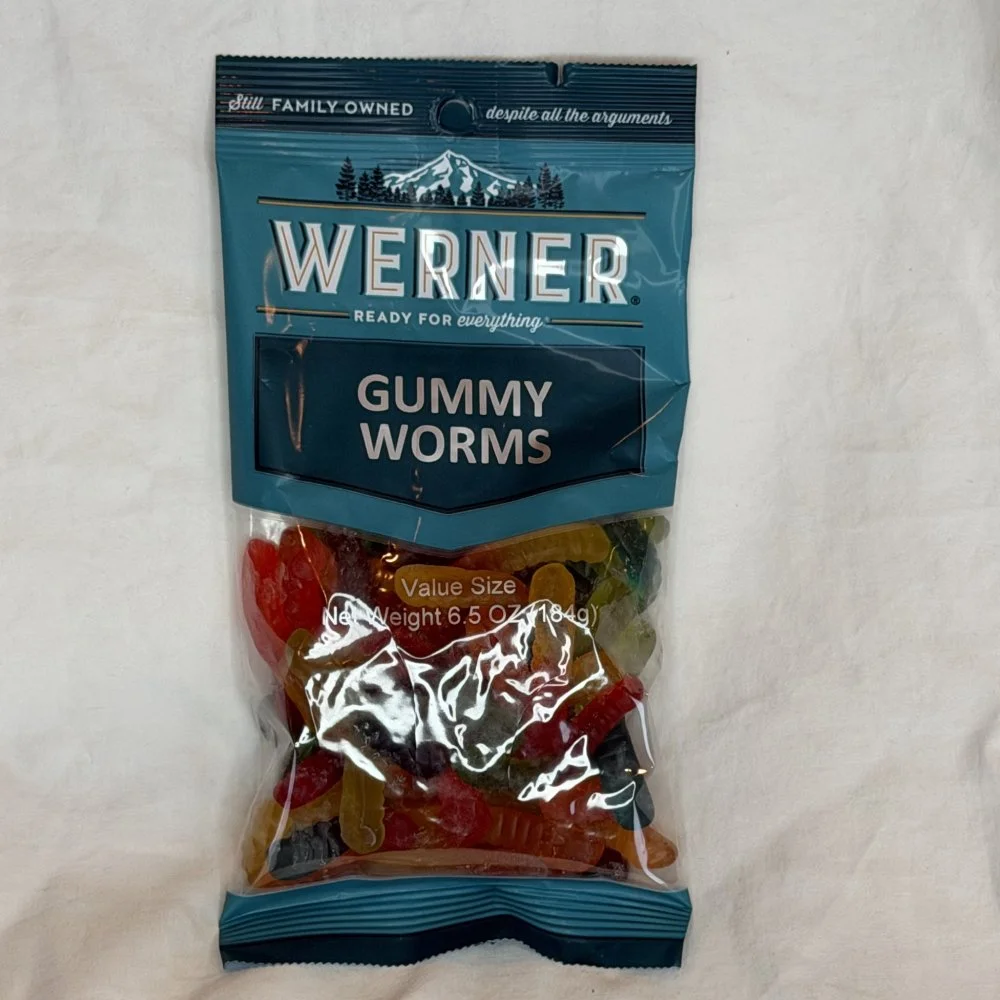 Still FAMILY OWNED despite all the arguments
WERNER®
READY FOR everything
GUMMY
WORMS
Value Size
Net Weight 6.5 OZ (184g)